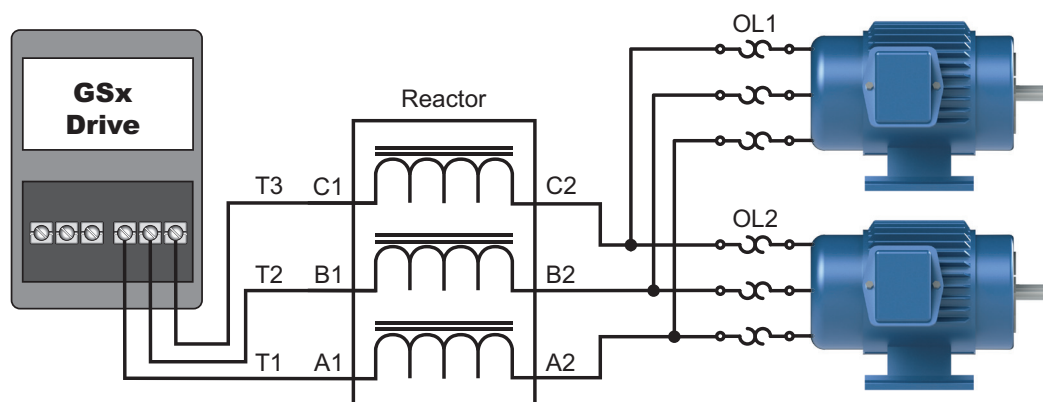 GSx
Drive
Reactor
OL1
T3 C1 C2
OL2
T2 B1 B2
T1 A1 A2